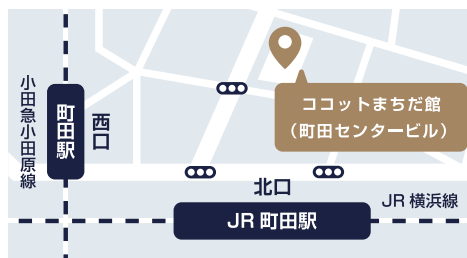 ココットまちだ館
（町田センタービル）
小田急小田原線
町田駅
西口
北口
JR 横浜線
JR 町田駅